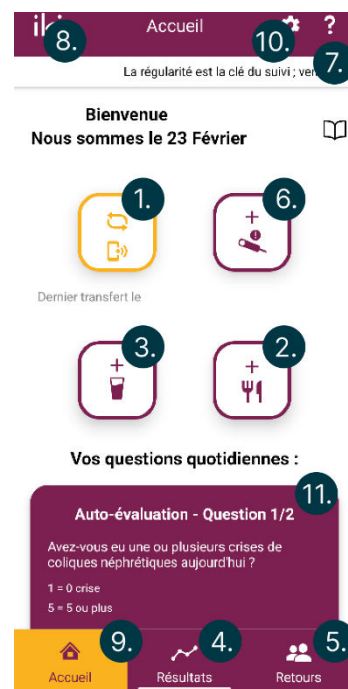 8.
Accueil
10.
?
7.
La régularité est la clé du suivi ;
Bienvenue
Nous sommes le 23 Février
1.
6.
Dernier transfert le
3.
2.
Vos questions quotidiennes :
11.
Auto-évaluation - Question 1/2
Avez-vous eu une ou plusieurs crises de
coliques néphrétiques aujourd'hui ?
1 = 0 crise
5 = 5 ou plus
9.
4.
5.
Accueil
Résultats
Retours